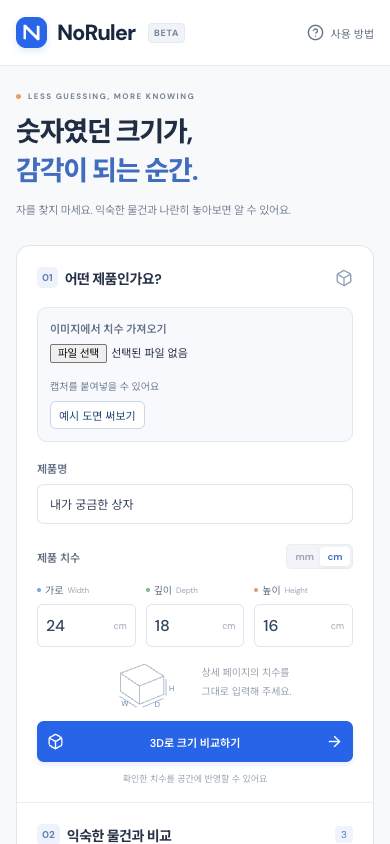 NoRuler BETA 사용 방법
LESS GUESSING, MORE KNOWING
숫자였던 크기가,
감각이 되는 순간.
자를 찾지 마세요. 익숙한 물건과 나란히 놓아보면 알 수 있어요.
01 어떤 제품인가요?
이미지에서 치수 가져오기
파일 선택 선택된 파일 없음
캡처를 붙여넣을 수 있어요
예시 도면 써보기
제품명
내가 궁금한 상자
제품 치수 mm cm
가로 Width 깊이 Depth 높이 Height
24 cm 18 cm 16 cm
상세 페이지의 치수를
그대로 입력해 주세요.
W D H
3D로 크기 비교하기
확인한 치수를 공간에 반영할 수 있어요
02 익숙한 물건과 비교 3